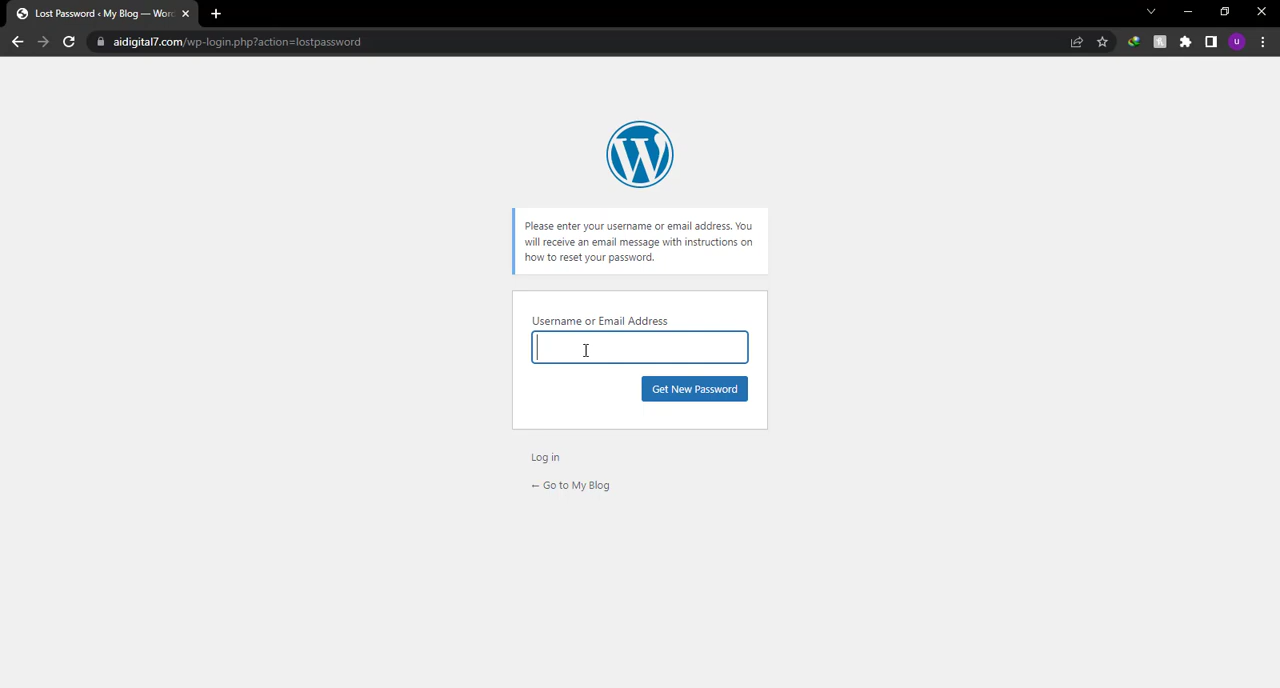 Lost Password ‹ My Blog — Wor
aidigital7.com/wp-login.php?action=lostpassword
u
Please enter your username or email address. You
will receive an email message with instructions on
how to reset your password.
Username or Email Address
Get New Password
Log in
← Go to My Blog